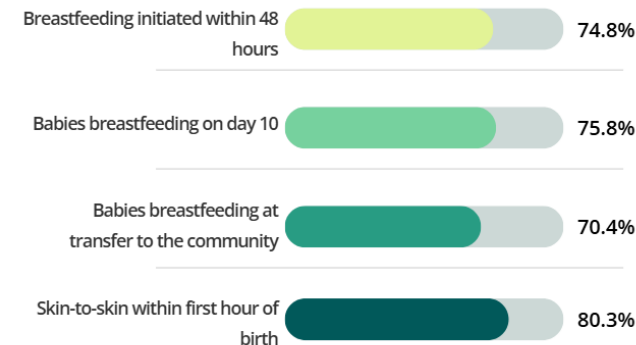 Breastfeeding initiated within 48
hours
74.8%
Babies breastfeeding on day 10
75.8%
Babies breastfeeding at
transfer to the community
70.4%
Skin-to-skin within first hour of
birth
80.3%